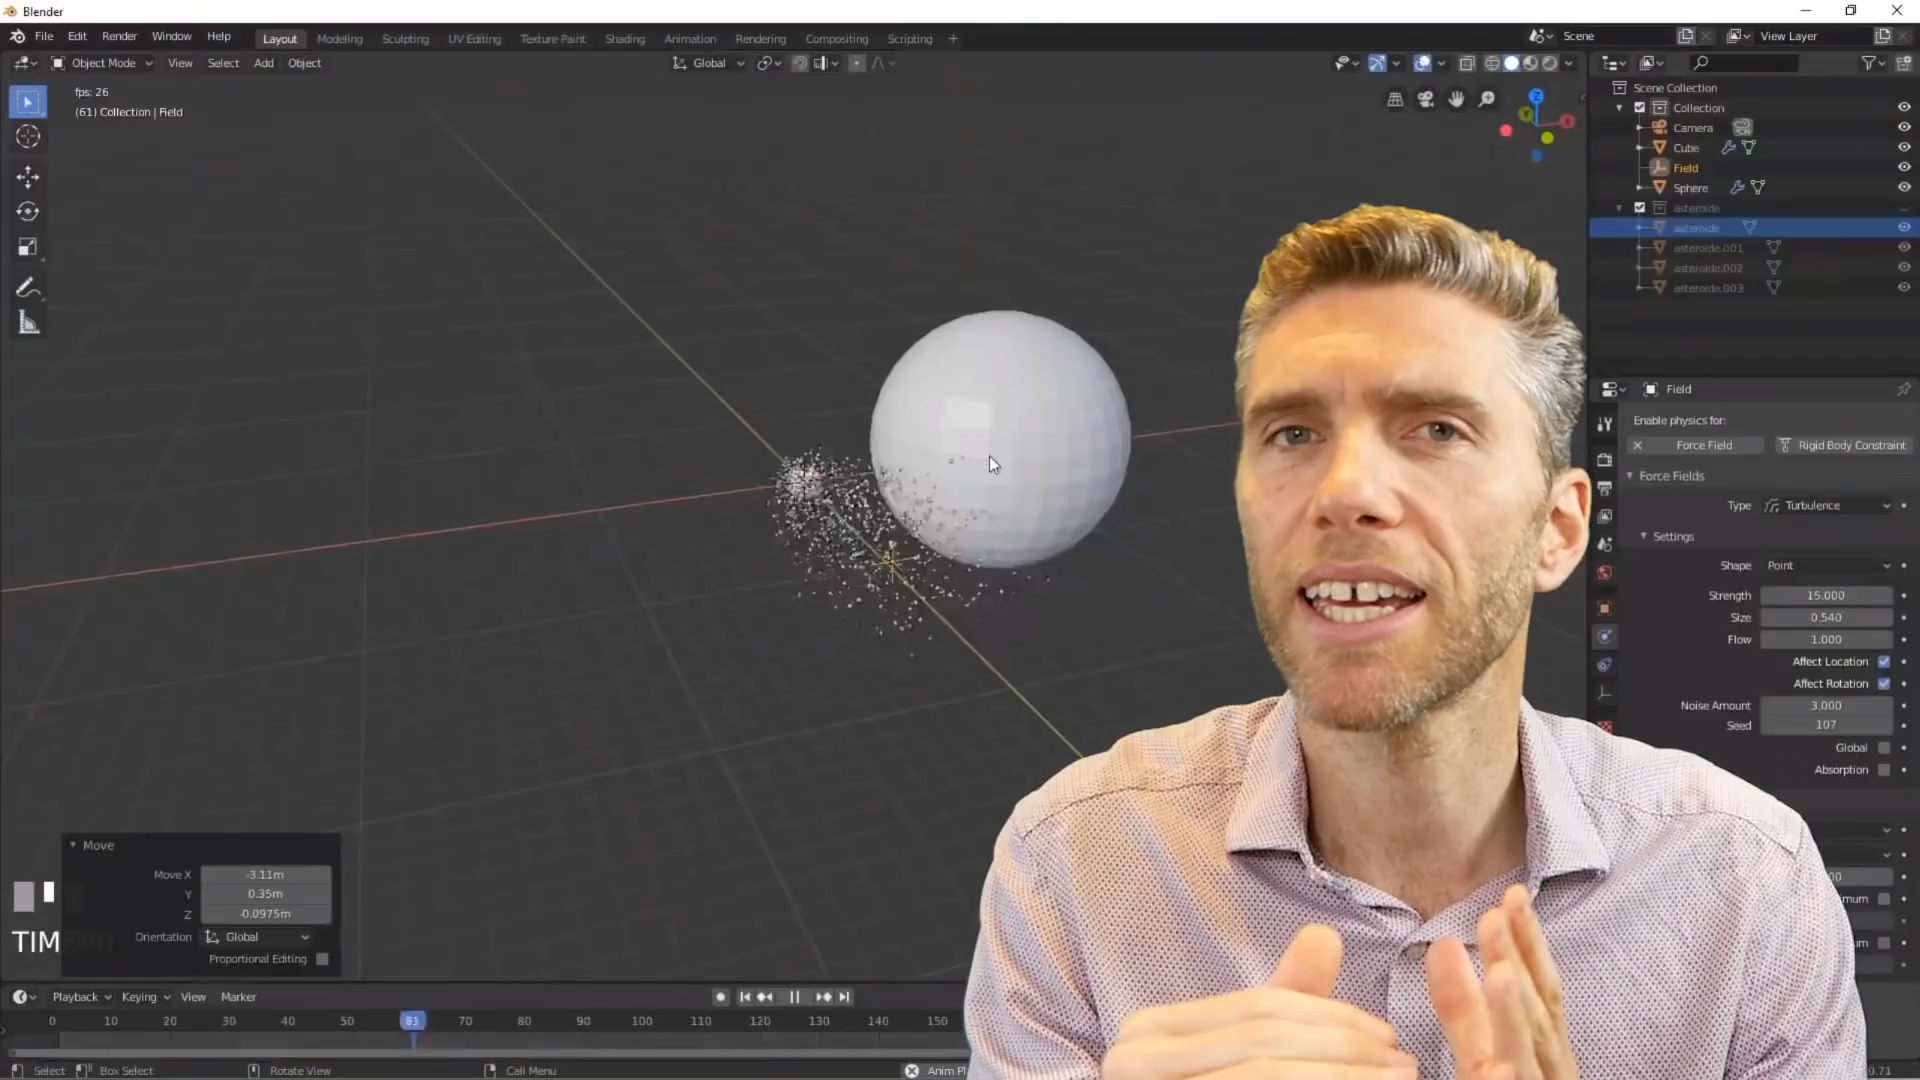 Blender
File Edit Render Window Help
Layout Modeling Sculpting UV Editing Texture Paint Shading Animation Rendering Compositing Scripting
Scene
View Layer
Object Mode View Select Add Object
Global
fps: 26
(61) Collection | Field
Scene Collection
Collection
Camera
Cube
Field
Sphere
asteroide
asteroide
asteroide.001
asteroide.002
asteroide.003
Field
Enable physics for:
Force Field
Rigid Body Constraint
Force Fields
Type Turbulence
Settings
Shape Point
Strength 15.000
Size 0.540
Flow 1.000
Affect Location
Affect Rotation
Noise Amount 3.000
Seed 107
Global
Absorption
Move
Move X -3.11m
Y 0.35m
Z -0.0975m
Orientation Global
Proportional Editing
TIM
Playback Keying View Marker
0 10 20 30 40 50 61 70 80 90 100 110 120 130 140 150
Select Box Select Rotate View Call Menu Anim Pl
0.71